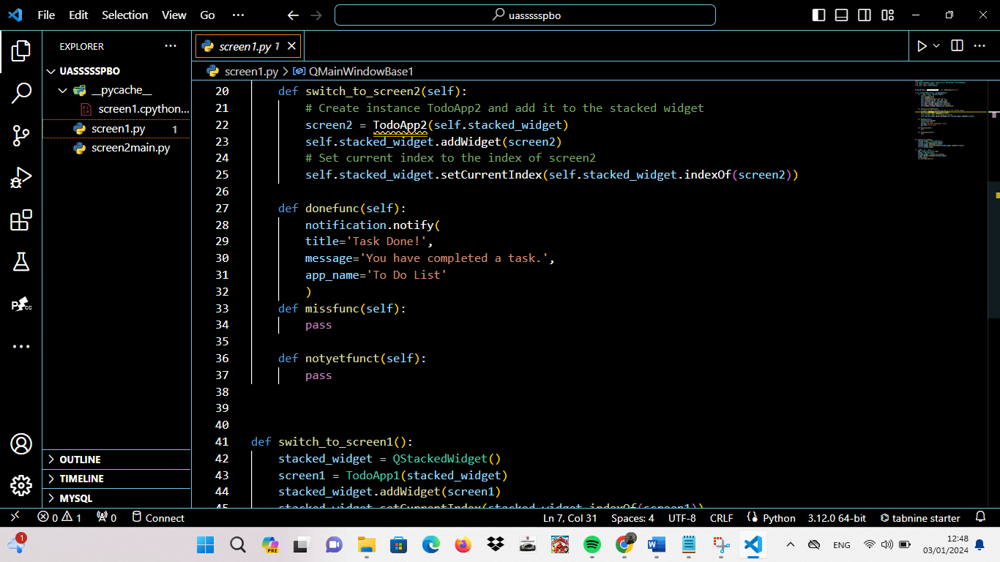 File Edit Selection View Go ··· uassssspbo
EXPLORER ···
screen1.py 1
UASSSSSPBO
screen1.py > QMainWindowBase1
__pycache__
screen1.cpython...
screen1.py 1
screen2main.py
20 def switch_to_screen2(self):
21 # Create instance TodoApp2 and add it to the stacked widget
22 screen2 = TodoApp2(self.stacked_widget)
23 self.stacked_widget.addWidget(screen2)
24 # Set current index to the index of screen2
25 self.stacked_widget.setCurrentIndex(self.stacked_widget.indexOf(screen2))
26
27 def donefunc(self):
28 notification.notify(
29 title='Task Done!',
30 message='You have completed a task.',
31 app_name='To Do List'
32 )
33 def missfunc(self):
34 pass
35
36 def notyetfunct(self):
37 pass
38
39
40
41 def switch_to_screen1():
42 stacked_widget = QStackedWidget()
43 screen1 = TodoApp1(stacked_widget)
44 stacked_widget.addWidget(screen1)
45 stacked_widget.setCurrentIndex(stacked_widget.indexOf(screen1))
OUTLINE
TIMELINE
MYSQL
0 1 0 Connect Ln 7, Col 31 Spaces: 4 UTF-8 CRLF Python 3.12.0 64-bit tabnine starter
1 PRE ENG 12:48
03/01/2024